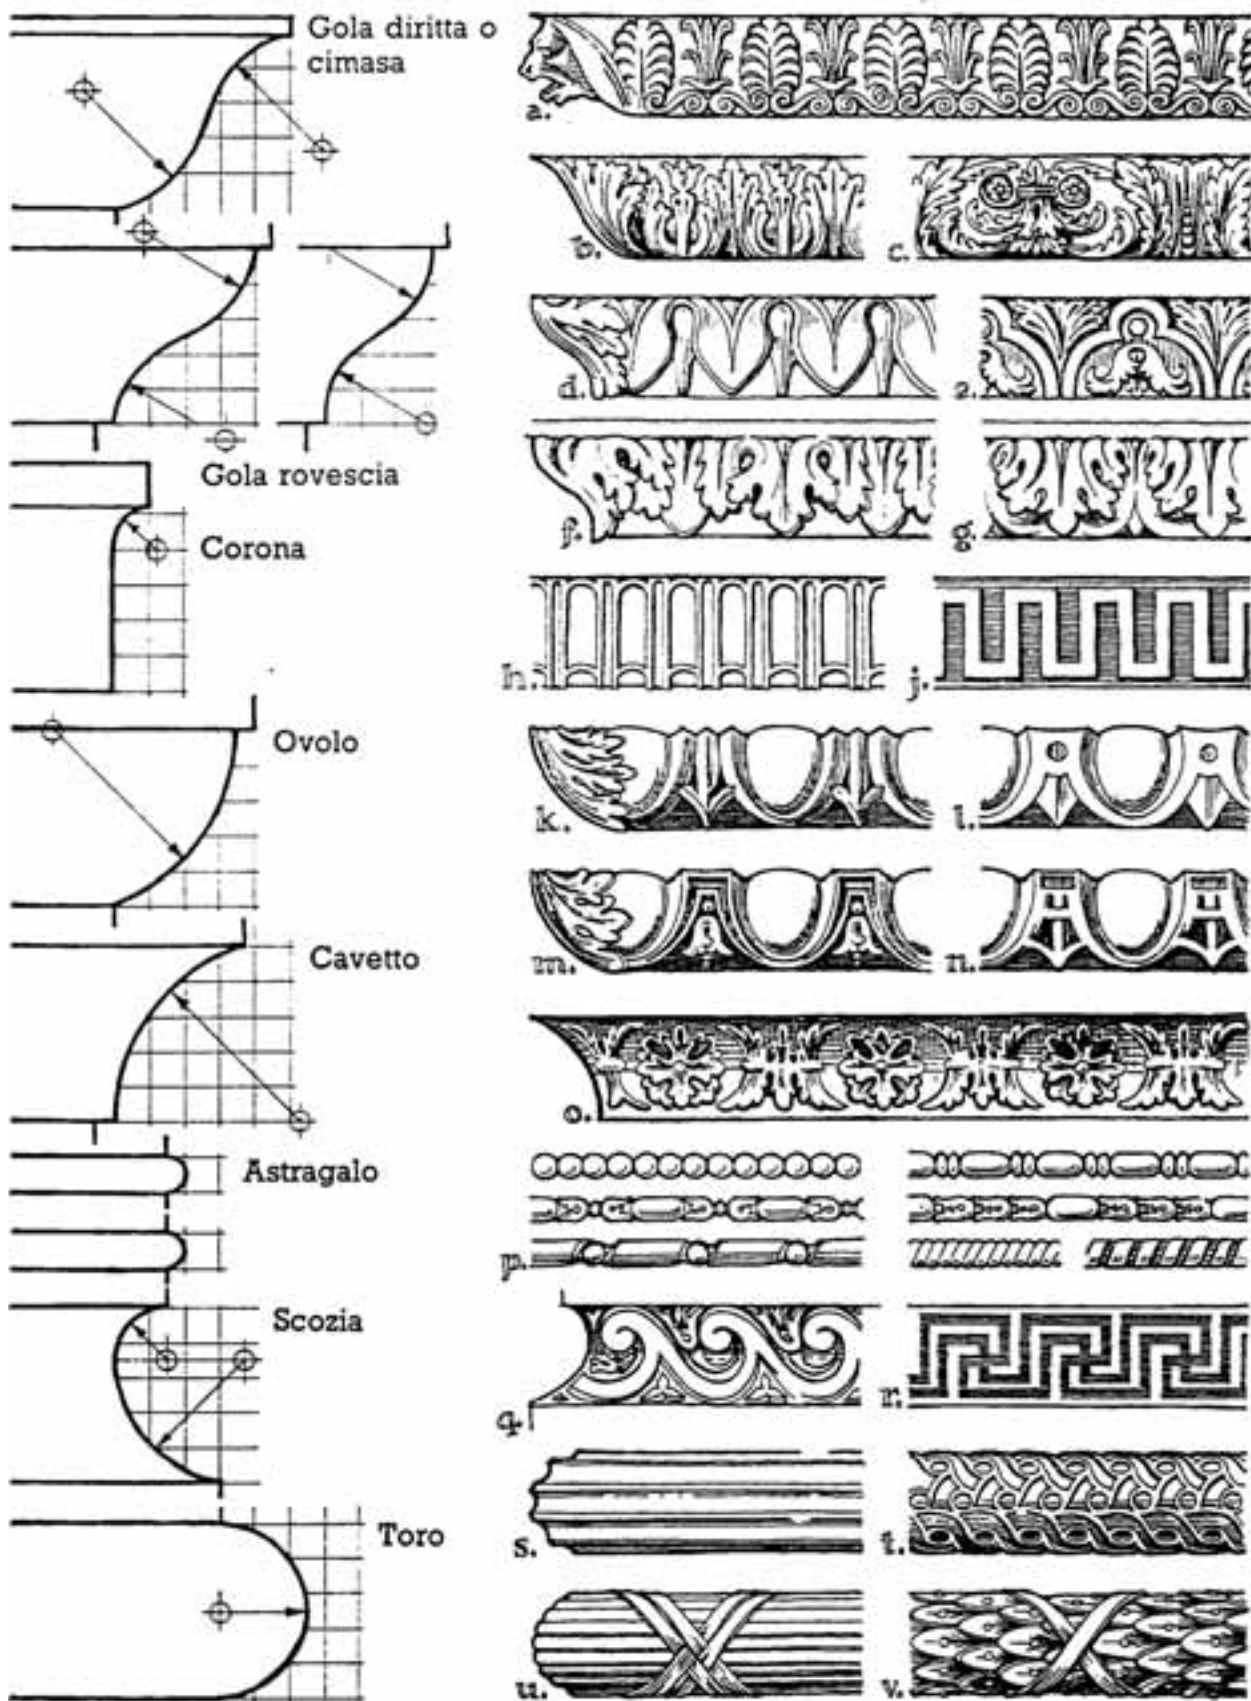 Gola diritta o
cimasa
a.
b. c.
d. e.
Gola rovescia
f. g.
Corona
h. j.
Ovolo
k. l.
Cavetto
m. n.
o.
Astragalo
p.
Scozia
q. r.
Toro
s. t.
u. v.